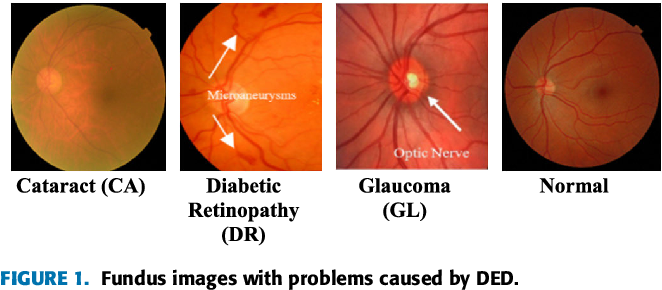 Microaneurysms
Optic Nerve
Cataract (CA)
Diabetic
Retinopathy
(DR)
Glaucoma
(GL)
Normal
FIGURE 1. Fundus images with problems caused by DED.